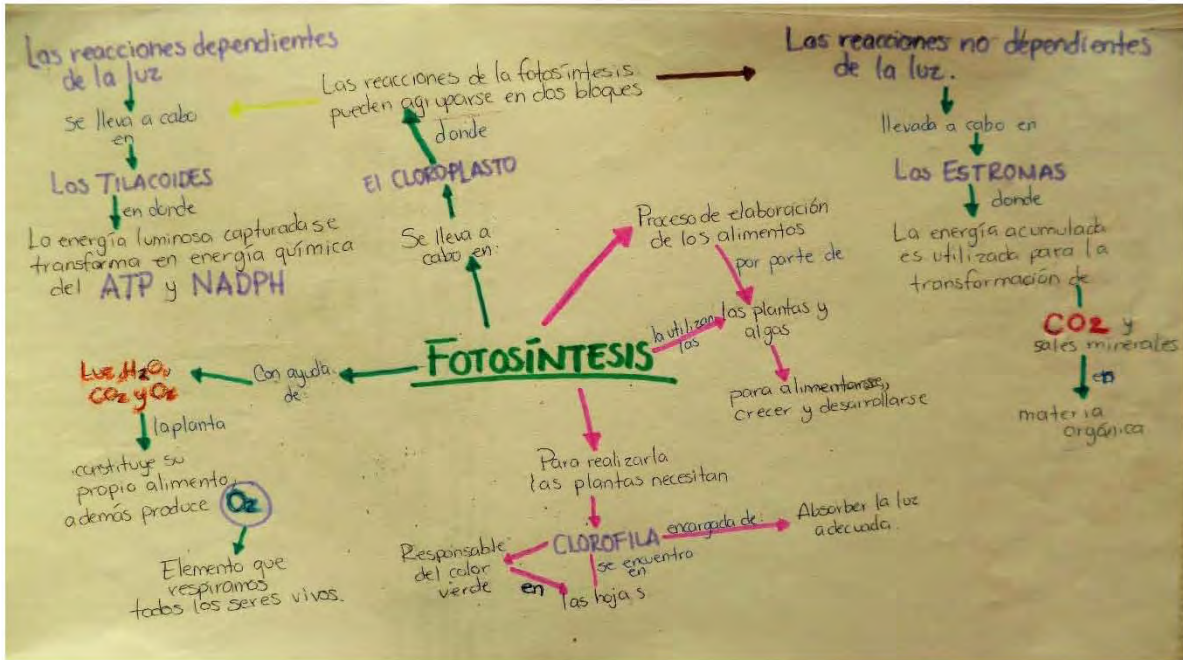 Las reacciones dependientes
de la luz
se lleva a cabo
en
Los TILACOIDES
en donde
La energía luminosa capturada se
transforma en energía química
del ATP y NADPH
Las reacciones de la fotosíntesis
pueden agruparse en dos bloques
donde
El CLOROPLASTO
Se lleva a
cabo en:
Las reacciones no dependientes
de la luz.
llevada a cabo en
Los ESTROMAS
donde
La energía acumulada
es utilizada para la
transformación de
CO2 y
sales minerales
en
materia
orgánica
Proceso de elaboración
de los alimentos
por parte de
las plantas y
algas
la utilizan
las
para alimentarse,
crecer y desarrollarse
FOTOSÍNTESIS
Con ayuda
de:
Luz, H2O,
CO2 y O2
la planta
constituye su
propio alimento,
además produce O2
Elemento que
respiramos
todos los seres vivos.
Para realizarla
las plantas necesitan
CLOROFILA
encargada de:
Absorber la luz
adecuada.
Responsable
del color
verde
en
se encuentra
en
las hojas